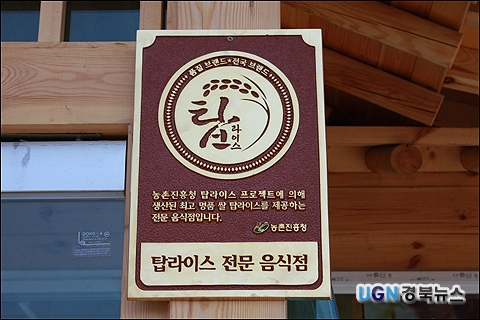 품질 브랜드★전국 브랜드
탑
라이스
농촌진흥청 탑라이스 프로젝트에 의해
생산된 최고 명품 쌀 탑라이스를 제공하는
전문 음식점입니다.
농촌진흥청
탑라이스 전문 음식점
UGN경북뉴스